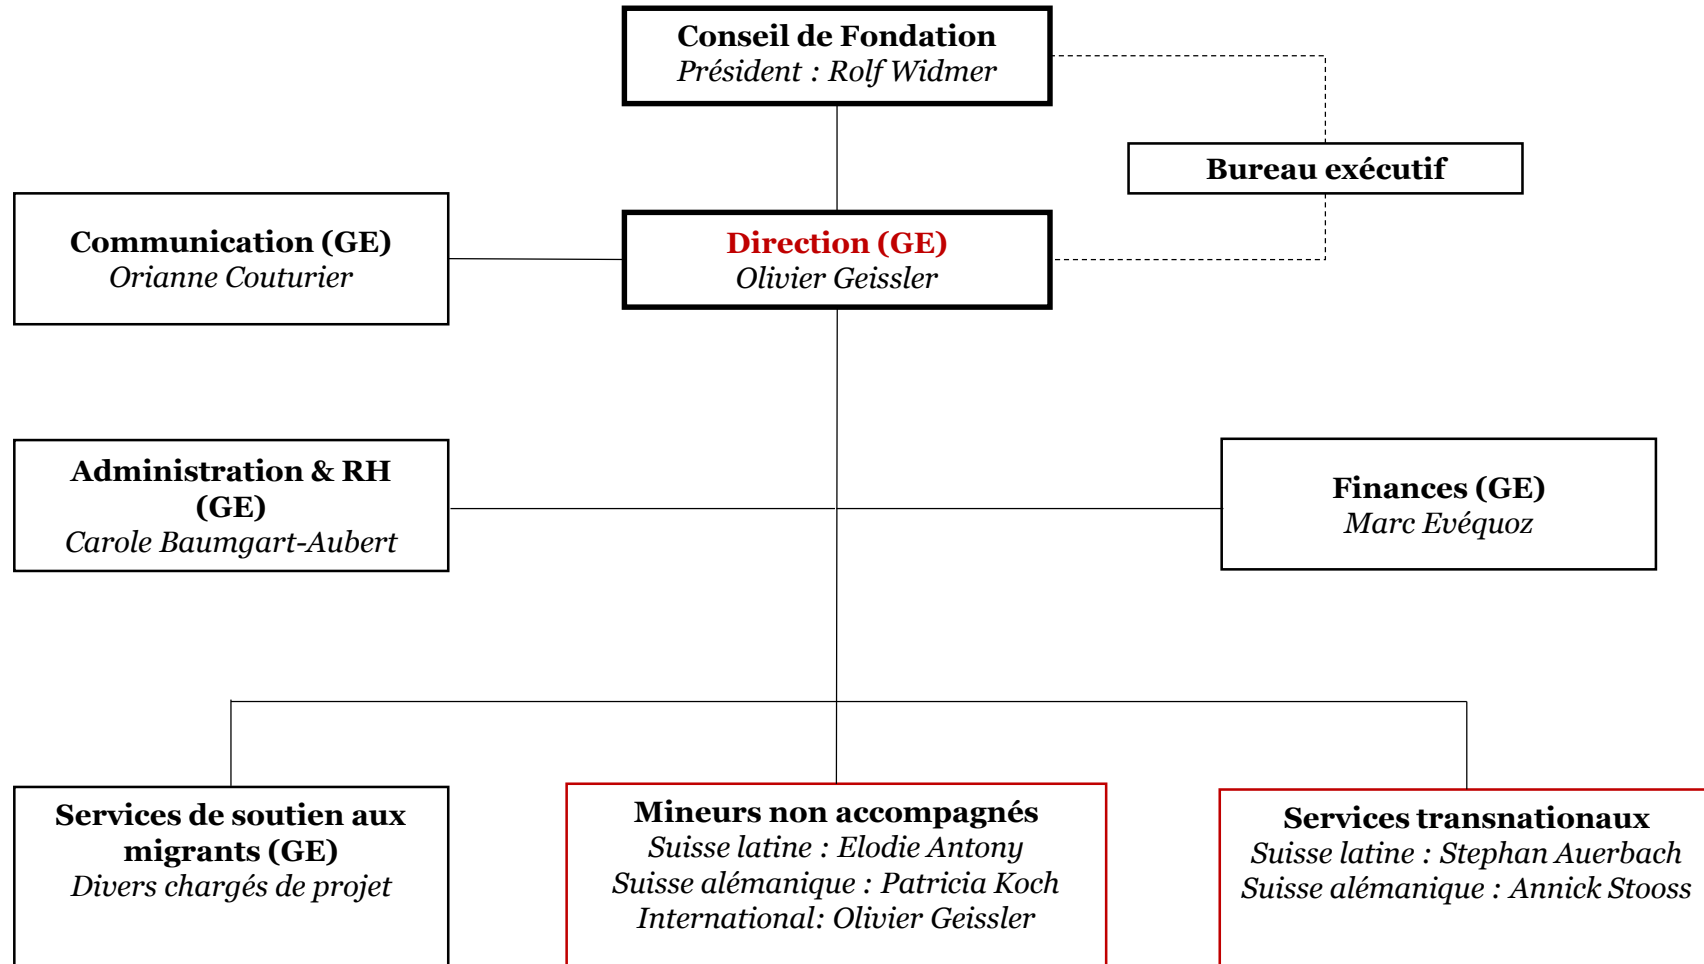 Conseil de Fondation
Président : Rolf Widmer
Bureau exécutif
Communication (GE)
Orianne Couturier
Direction (GE)
Olivier Geissler
Administration & RH
(GE)
Carole Baumgart-Aubert
Finances (GE)
Marc Evéquoz
Services de soutien aux
migrants (GE)
Divers chargés de projet
Mineurs non accompagnés
Suisse latine : Elodie Antony
Suisse alémanique : Patricia Koch
International: Olivier Geissler
Services transnationaux
Suisse latine : Stephan Auerbach
Suisse alémanique : Annick Stooss